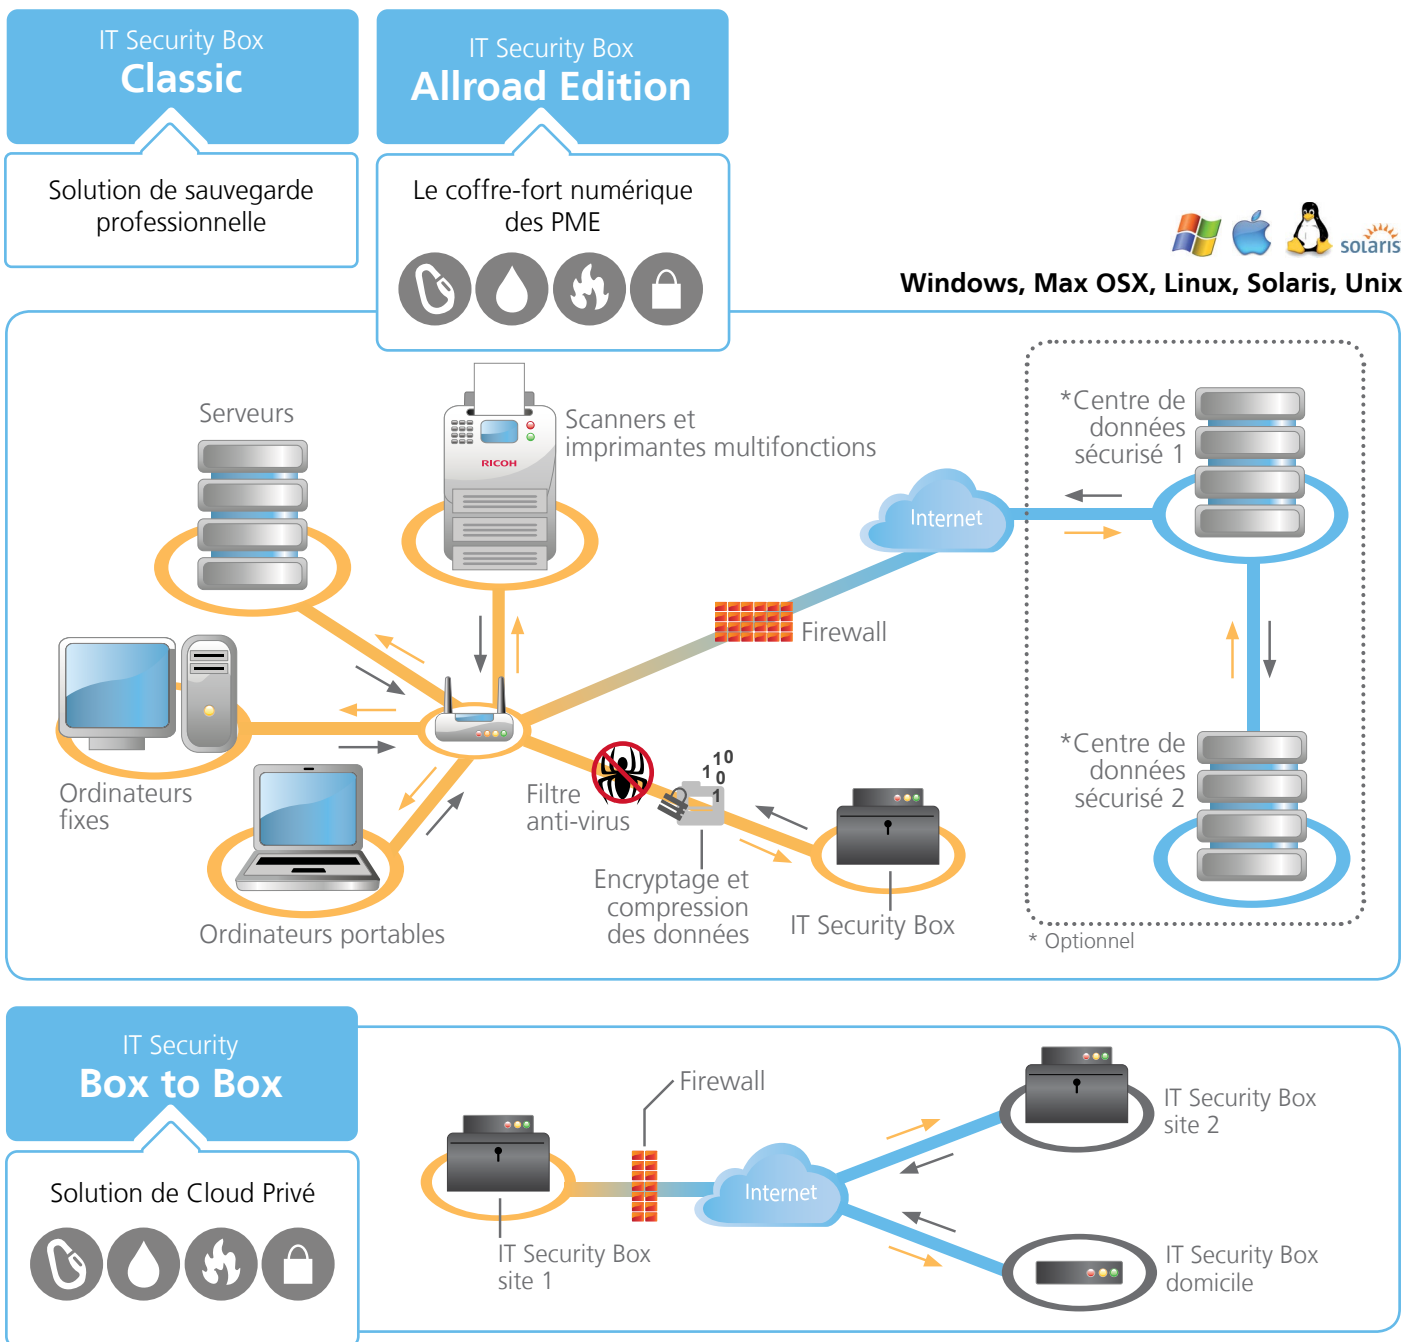 IT Security Box
Classic
Solution de sauvegarde
professionnelle
IT Security Box
Allroad Edition
Le coffre-fort numérique
des PME
solaris
Windows, Max OSX, Linux, Solaris, Unix
Serveurs
RICOH
Scanners et
imprimantes multifonctions
Internet
*Centre de
données
sécurisé 1
Firewall
Ordinateurs
fixes
Ordinateurs portables
Filtre
anti-virus
10
10
1
Encryptage et
compression
des données
IT Security Box
*Centre de
données
sécurisé 2
* Optionnel
IT Security
Box to Box
Solution de Cloud Privé
Firewall
IT Security Box
site 1
Internet
IT Security Box
site 2
IT Security Box
domicile